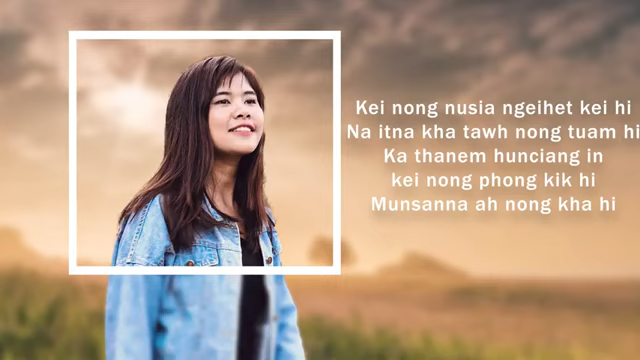 Kei nong nusia ngeihet kei hi
Na itna kha tawh nong tuam hi
Ka thanem hunciang in
kei nong phong kik hi
Munsanna ah nong kha hi